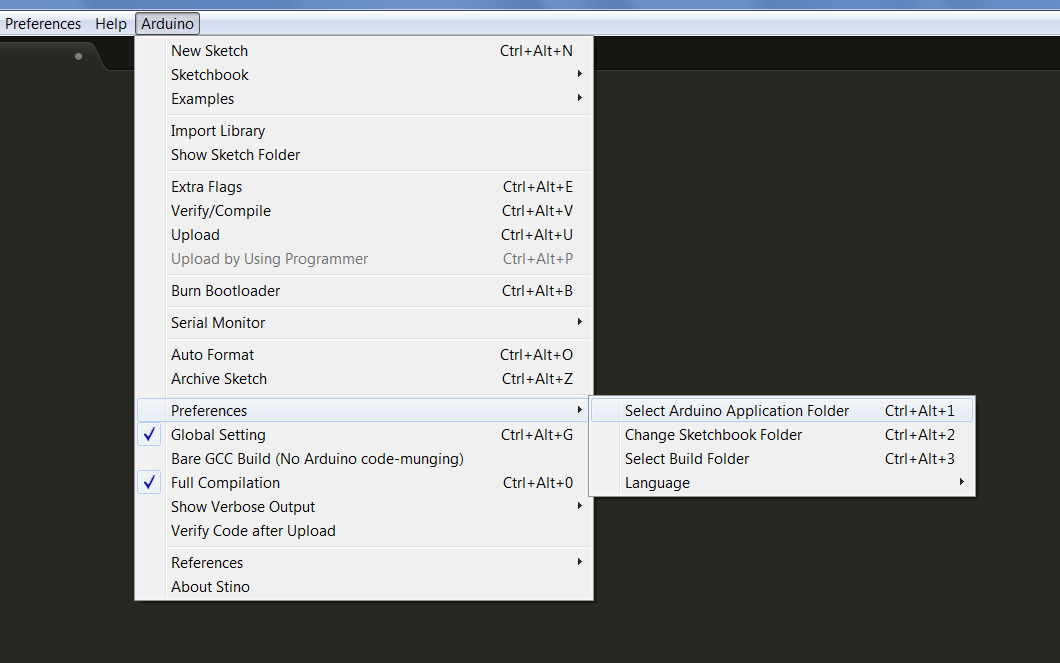 Preferences Help Arduino
New Sketch Ctrl+Alt+N
Sketchbook
Examples
Import Library
Show Sketch Folder
Extra Flags Ctrl+Alt+E
Verify/Compile Ctrl+Alt+V
Upload Ctrl+Alt+U
Upload by Using Programmer Ctrl+Alt+P
Burn Bootloader Ctrl+Alt+B
Serial Monitor
Auto Format Ctrl+Alt+O
Archive Sketch Ctrl+Alt+Z
Preferences
Global Setting Ctrl+Alt+G
Bare GCC Build (No Arduino code-munging)
Full Compilation Ctrl+Alt+0
Show Verbose Output
Verify Code after Upload
References
About Stino
Select Arduino Application Folder Ctrl+Alt+1
Change Sketchbook Folder Ctrl+Alt+2
Select Build Folder Ctrl+Alt+3
Language